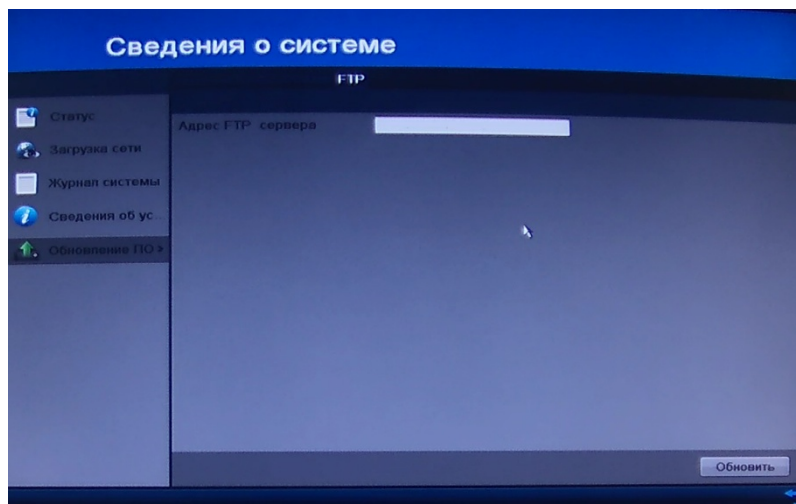 Сведения о системе
FTP
Статус
Загрузка сети
Журнал системы
Сведения об ус...
Обновление ПО >
Адрес FTP сервера
Обновить